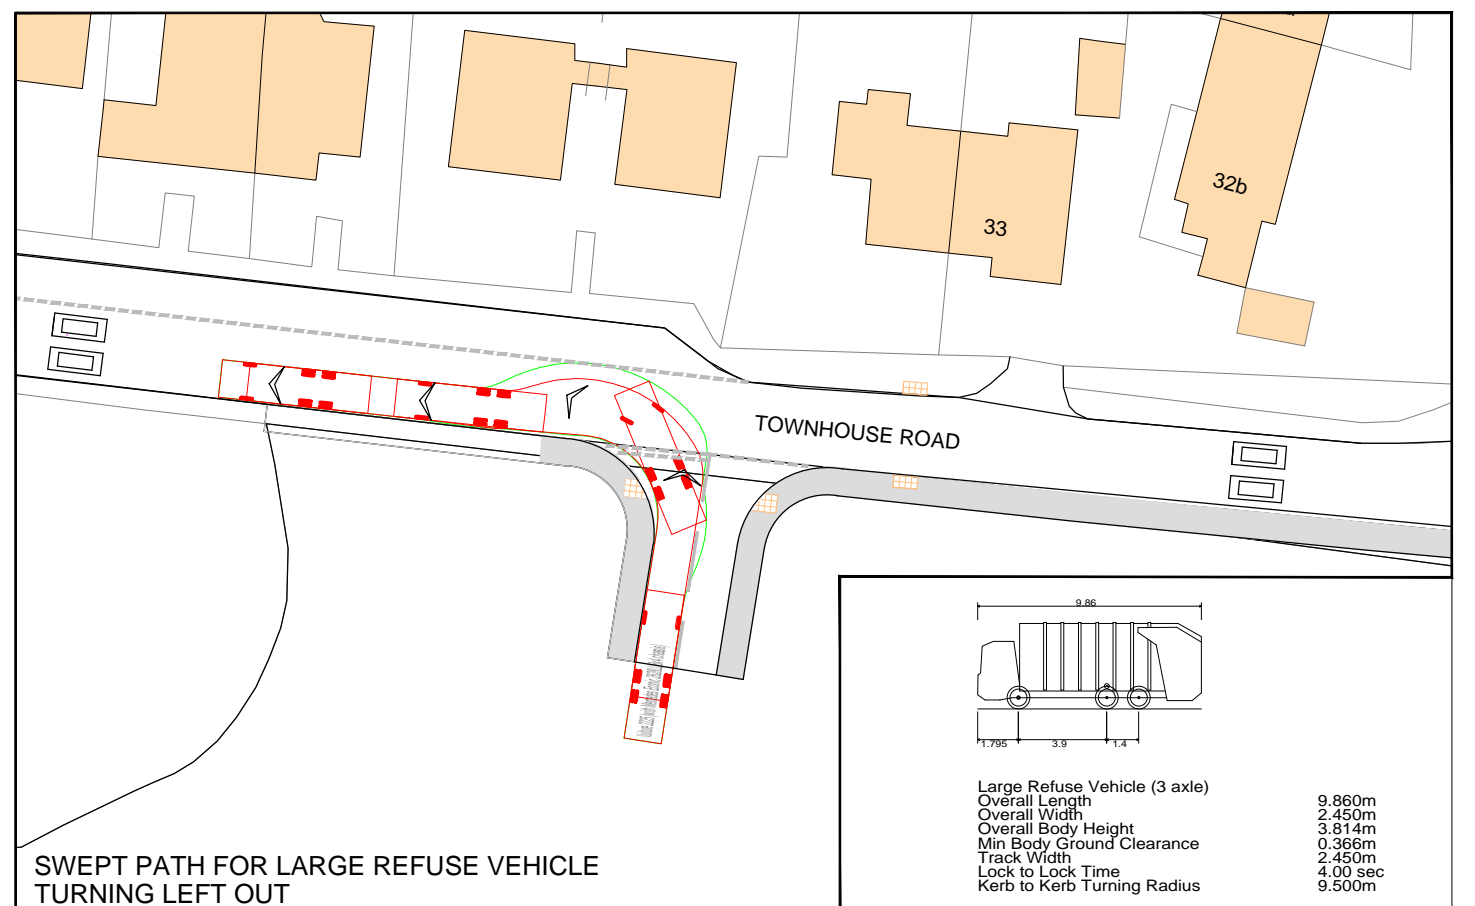 32b
33
TOWNHOUSE ROAD
9.86
1.795 3.9 1.4
Large Refuse Vehicle (3 axle)
Overall Length 9.860m
Overall Width 2.450m
Overall Body Height 3.814m
Min Body Ground Clearance 0.366m
Track Width 2.450m
Lock to Lock Time 4.00 sec
Kerb to Kerb Turning Radius 9.500m
SWEPT PATH FOR LARGE REFUSE VEHICLE
TURNING LEFT OUT